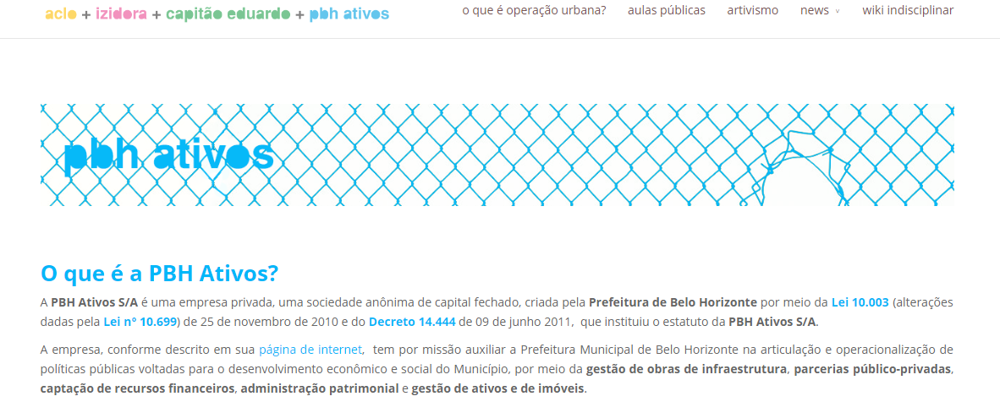 aclo + izidora + capitão eduardo + pbh ativos
o que é operação urbana? aulas públicas artivismo news ˅ wiki indisciplinar
pbh ativos
O que é a PBH Ativos?
A PBH Ativos S/A é uma empresa privada, uma sociedade anônima de capital fechado, criada pela Prefeitura de Belo Horizonte por meio da Lei 10.003 (alterações
dadas pela Lei nº 10.699) de 25 de novembro de 2010 e do Decreto 14.444 de 09 de junho 2011, que instituiu o estatuto da PBH Ativos S/A.
A empresa, conforme descrito em sua página de internet, tem por missão auxiliar a Prefeitura Municipal de Belo Horizonte na articulação e operacionalização de
políticas públicas voltadas para o desenvolvimento econômico e social do Município, por meio da gestão de obras de infraestrutura, parcerias público-privadas,
captação de recursos financeiros, administração patrimonial e gestão de ativos e de imóveis.